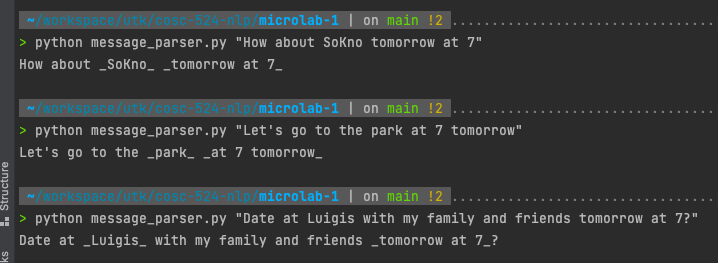 ~/workspace/utk/cosc-524-nlp/microlab-1 | on main !2
> python message_parser.py "How about SoKno tomorrow at 7"
How about _SoKno_ _tomorrow at 7_
~/workspace/utk/cosc-524-nlp/microlab-1 | on main !2
> python message_parser.py "Let's go to the park at 7 tomorrow"
Let's go to the _park_ _at 7 tomorrow_
~/workspace/utk/cosc-524-nlp/microlab-1 | on main !2
> python message_parser.py "Date at Luigis with my family and friends tomorrow at 7?"
Date at _Luigis_ with my family and friends _tomorrow at 7_?
Structure